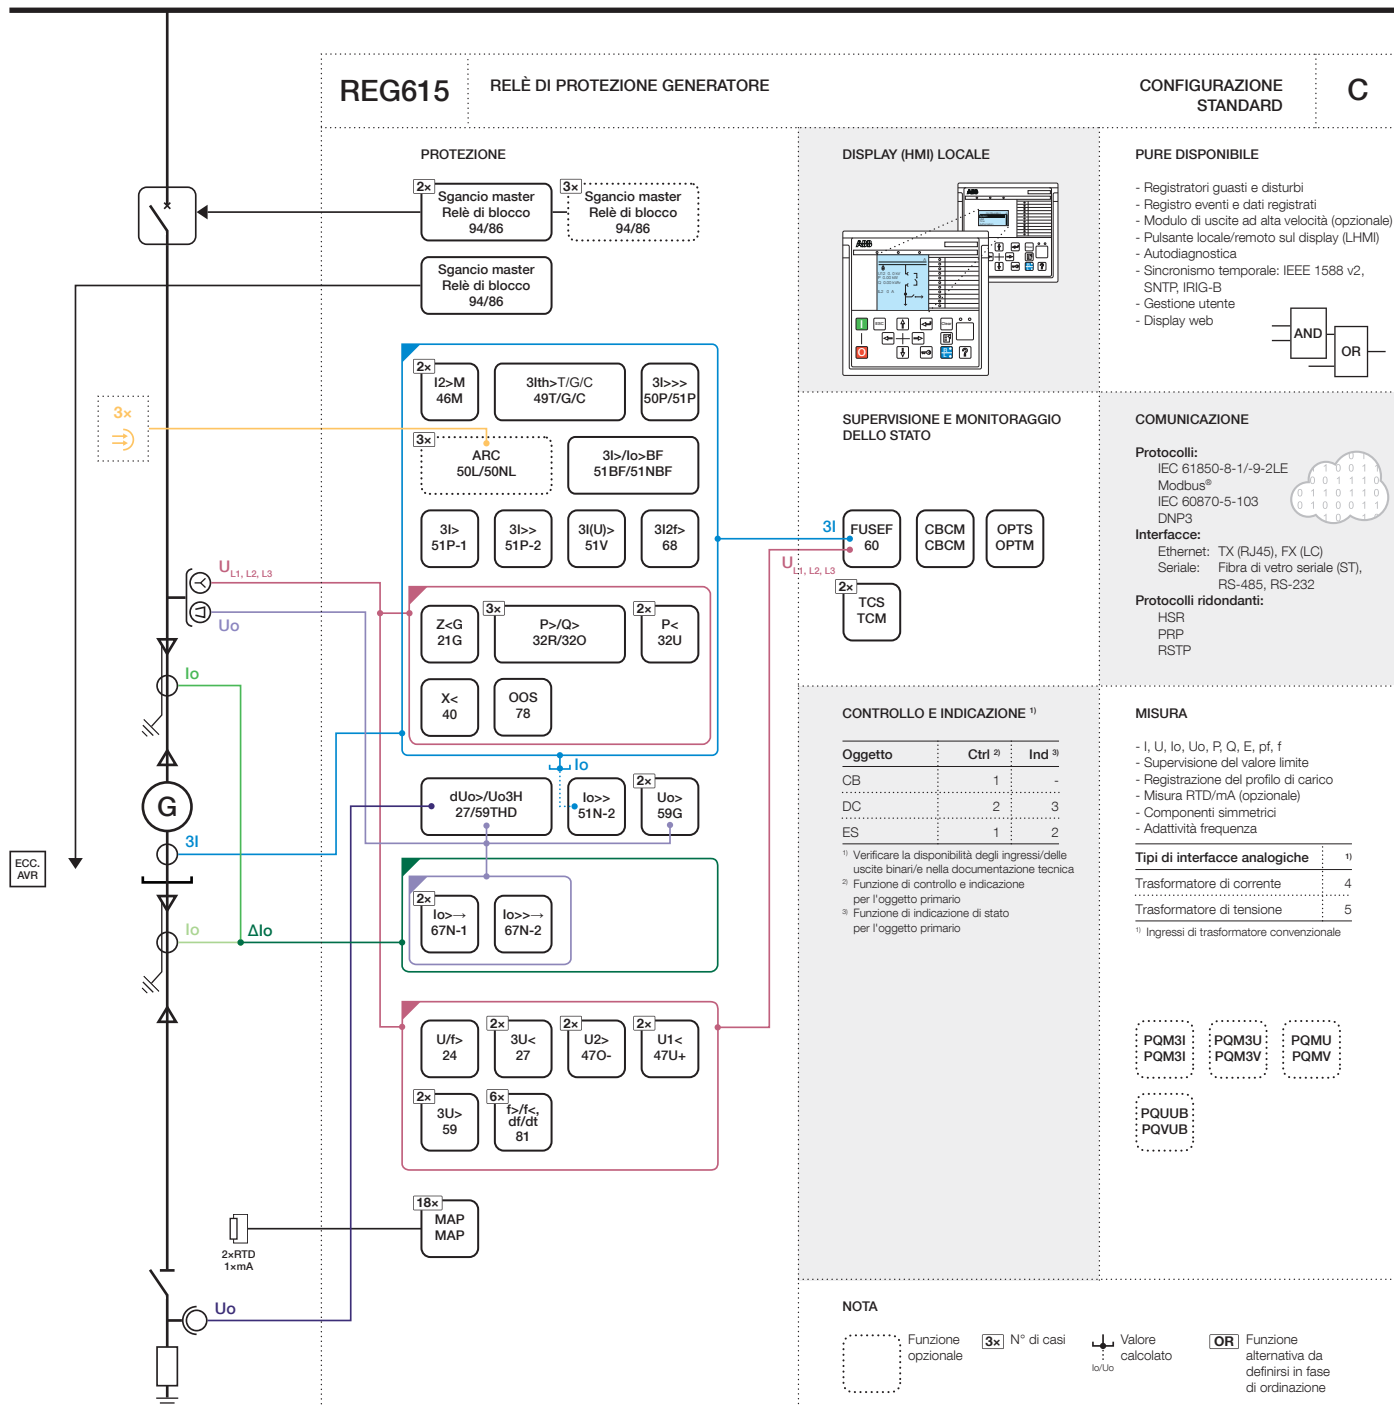 REG615
RELÈ DI PROTEZIONE GENERATORE
CONFIGURAZIONE
STANDARD
C
PROTEZIONE
2×
Sgancio master
Relè di blocco
94/86
3×
Sgancio master
Relè di blocco
94/86
Sgancio master
Relè di blocco
94/86
2×
I2>M
46M
3Ith>T/G/C
49T/G/C
3I>>>
50P/51P
3×
3×
ARC
50L/50NL
3I>/Io>BF
51BF/51NBF
3I>
51P-1
3I>>
51P-2
3I(U)>
51V
3I2f>
68
U L1, L2, L3
Uo
Z<G
21G
3×
P>/Q>
32R/32O
2×
P<
32U
X<
40
OOS
78
Io
G
3I
ECC.
AVR
Io
ΔIo
Io
dUo>/Uo3H
27/59THD
Io>>
51N-2
2×
Uo>
59G
2×
Io>→
67N-1
Io>>→
67N-2
U/f>
24
2×
3U<
27
2×
U2>
47O-
2×
U1<
47U+
2×
3U>
59
6×
f>/f<,
df/dt
81
18×
MAP
MAP
2×RTD
1×mA
Uo
DISPLAY (HMI) LOCALE
ABB
ABB
SUPERVISIONE E MONITORAGGIO
DELLO STATO
3I
U L1, L2, L3
FUSEF
60
CBCM
CBCM
OPTS
OPTM
2×
TCS
TCM
CONTROLLO E INDICAZIONE 1)
Oggetto Ctrl 2) Ind 3)
CB 1 -
DC 2 3
ES 1 2
1) Verificare la disponibilità degli ingressi/delle
uscite binari/e nella documentazione tecnica
2) Funzione di controllo e indicazione
per l'oggetto primario
3) Funzione di indicazione di stato
per l'oggetto primario
PURE DISPONIBILE
- Registratori guasti e disturbi
- Registro eventi e dati registrati
- Modulo di uscite ad alta velocità (opzionale)
- Pulsante locale/remoto sul display (LHMI)
- Autodiagnostica
- Sincronismo temporale: IEEE 1588 v2,
SNTP, IRIG-B
- Gestione utente
- Display web
AND
OR
COMUNICAZIONE
Protocolli:
IEC 61850-8-1/-9-2LE
Modbus®
IEC 60870-5-103
DNP3
Interfacce:
Ethernet: TX (RJ45), FX (LC)
Seriale: Fibra di vetro seriale (ST),
RS-485, RS-232
Protocolli ridondanti:
HSR
PRP
RSTP
MISURA
- I, U, Io, Uo, P, Q, E, pf, f
- Supervisione del valore limite
- Registrazione del profilo di carico
- Misura RTD/mA (opzionale)
- Componenti simmetrici
- Adattività frequenza
Tipi di interfacce analogiche 1)
Trasformatore di corrente 4
Trasformatore di tensione 5
1) Ingressi di trasformatore convenzionale
PQM3I
PQM3I
PQM3U
PQM3V
PQMU
PQMV
PQUUB
PQVUB
NOTA
Funzione
opzionale
3× N° di casi
Io/Uo
Valore
calcolato
OR Funzione
alternativa da
definirsi in fase
di ordinazione